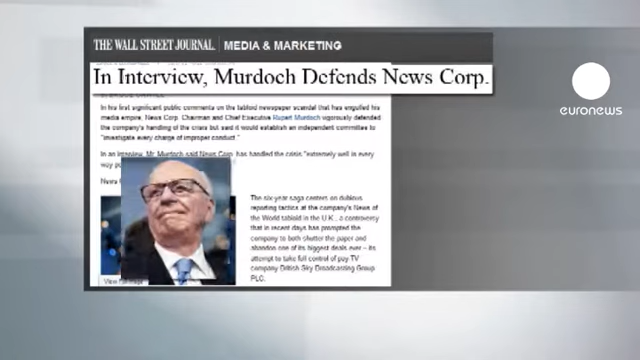 THE WALL STREET JOURNAL. MEDIA & MARKETING
In Interview, Murdoch Defends News Corp.
In his first significant public comments on the tabloid newspaper scandal that has engulfed his
media empire, News Corp. Chairman and Chief Executive Rupert Murdoch vigorously defended
the company's handling of the crisis but said it would establish an independent committee to
"investigate every charge of improper conduct."
In an interview, Mr. Murdoch said News Corp. has handled the crisis "extremely well in every
way po
News
The six-year saga centers on dubious
reporting tactics at the company's News of
the World tabloid in the U.K., a controversy
that in recent days has prompted the
company to both shutter the paper and
abandon one of its biggest deals ever – its
attempt to take full control of pay TV
company British Sky Broadcasting Group
PLC.
View Full Image
euronews